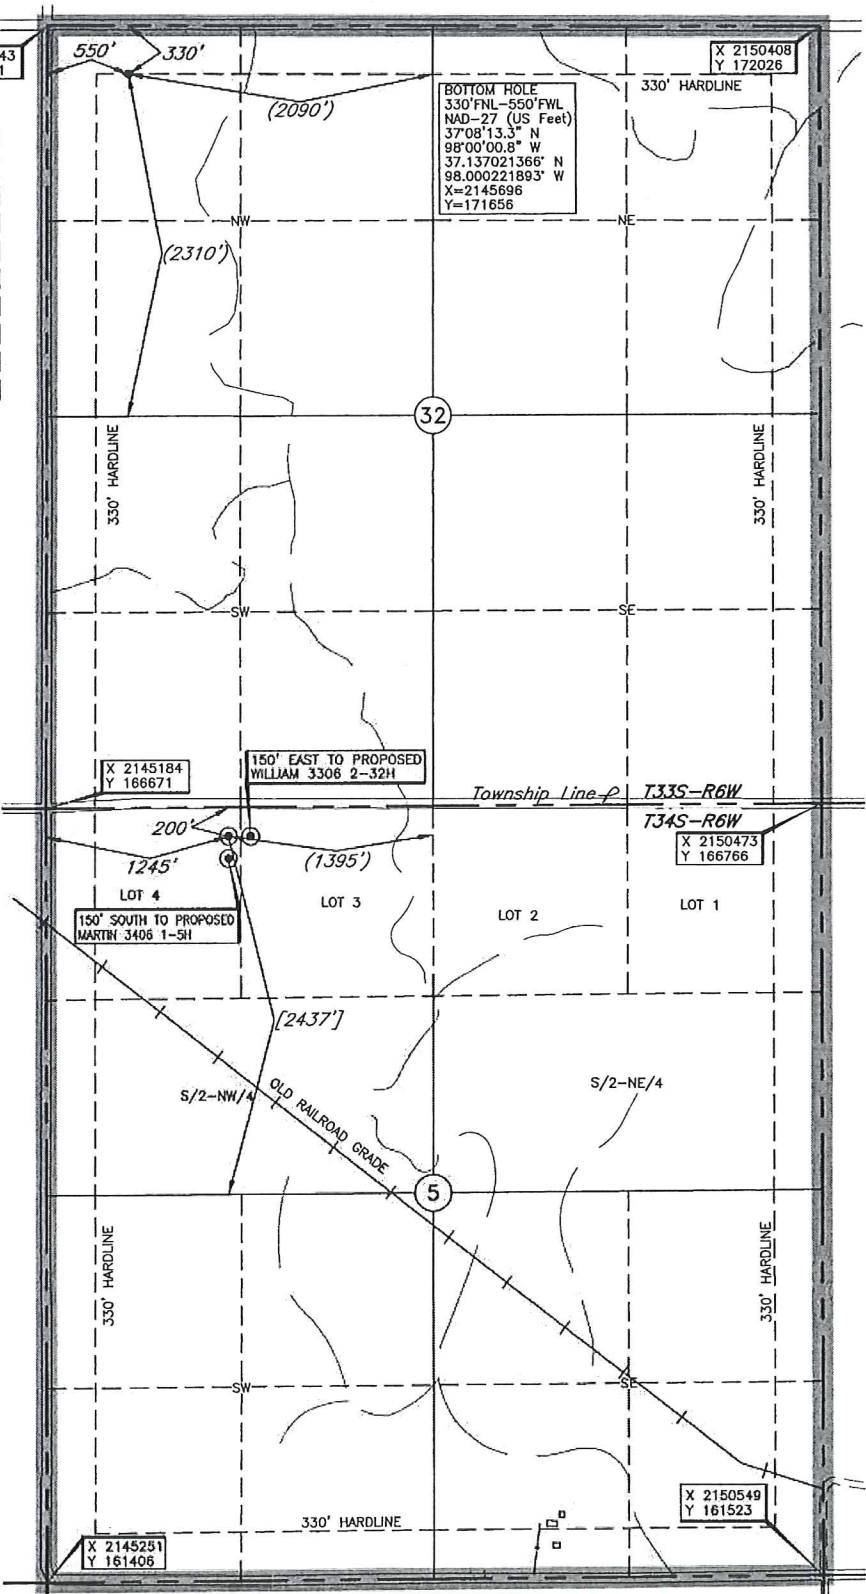 43
1
550'
330'
(2090')
X 2150408
Y 172026
330' HARDLINE
BOTTOM HOLE
330'FNL-550'FWL
NAD-27 (US Feet)
37°08'13.3" N
98°00'00.8" W
37.137021366° N
98.000221893° W
X=2145696
Y=171656
NW
NE
(2310')
32
330' HARDLINE
330' HARDLINE
SW
SE
X 2145184
Y 166671
150' EAST TO PROPOSED
WILLIAM 3306 2-32H
Township Line
T33S-R6W
T34S-R6W
200'
1245'
(1395')
X 2150473
Y 166766
LOT 4
LOT 3
LOT 2
LOT 1
150' SOUTH TO PROPOSED
MARTIN 3406 1-5H
[2437']
S/2-NW/4
OLD RAILROAD GRADE
S/2-NE/4
5
330' HARDLINE
330' HARDLINE
SW
SE
330' HARDLINE
X 2150549
Y 161523
X 2145251
Y 161406